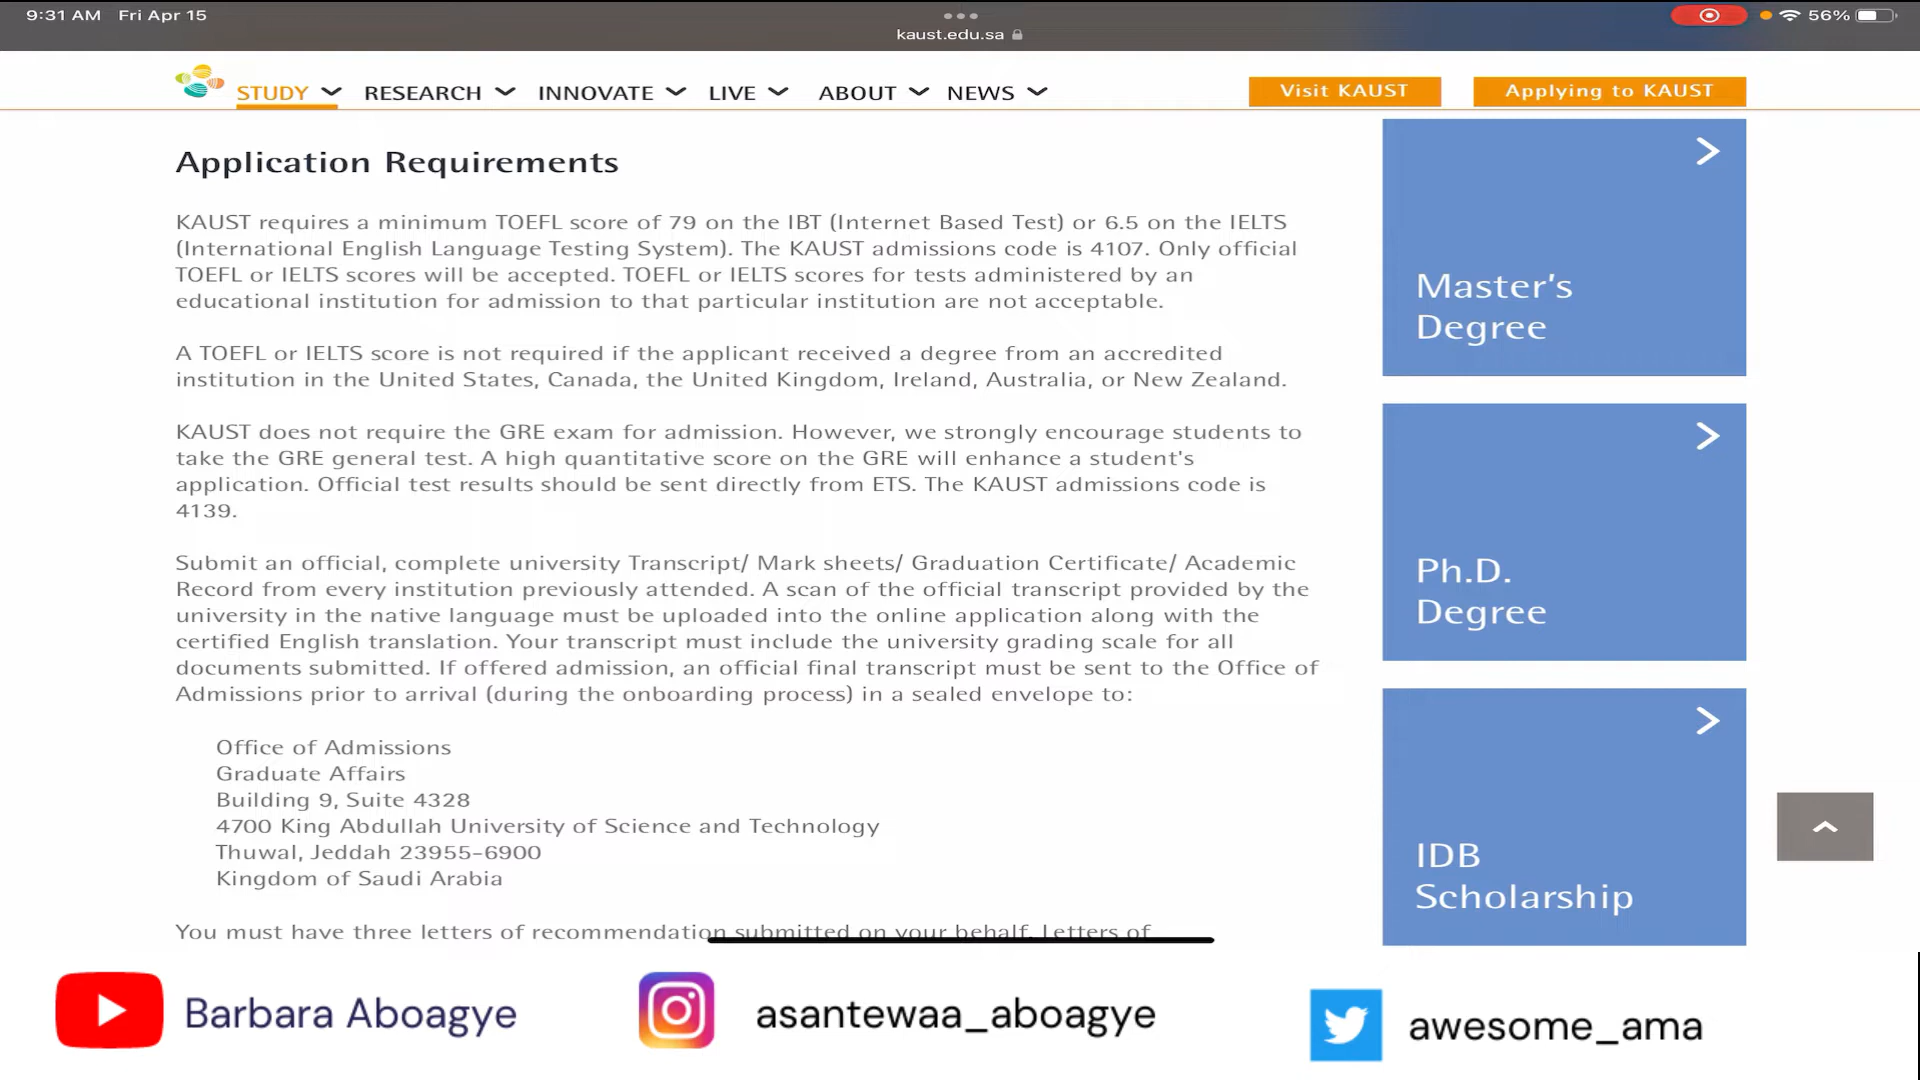 9:31 AM Fri Apr 15
56%
kaust.edu.sa
STUDY RESEARCH INNOVATE LIVE ABOUT NEWS Visit KAUST Applying to KAUST
Application Requirements
KAUST requires a minimum TOEFL score of 79 on the IBT (Internet Based Test) or 6.5 on the IELTS
(International English Language Testing System). The KAUST admissions code is 4107. Only official
TOEFL or IELTS scores will be accepted. TOEFL or IELTS scores for tests administered by an
educational institution for admission to that particular institution are not acceptable.
A TOEFL or IELTS score is not required if the applicant received a degree from an accredited
institution in the United States, Canada, the United Kingdom, Ireland, Australia, or New Zealand.
KAUST does not require the GRE exam for admission. However, we strongly encourage students to
take the GRE general test. A high quantitative score on the GRE will enhance a student's
application. Official test results should be sent directly from ETS. The KAUST admissions code is
4139.
Submit an official, complete university Transcript/ Mark sheets/ Graduation Certificate/ Academic
Record from every institution previously attended. A scan of the official transcript provided by the
university in the native language must be uploaded into the online application along with the
certified English translation. Your transcript must include the university grading scale for all
documents submitted. If offered admission, an official final transcript must be sent to the Office of
Admissions prior to arrival (during the onboarding process) in a sealed envelope to:
Office of Admissions
Graduate Affairs
Building 9, Suite 4328
4700 King Abdullah University of Science and Technology
Thuwal, Jeddah 23955-6900
Kingdom of Saudi Arabia
You must have three letters of recommendation submitted on your behalf. Letters of
Master's
Degree
Ph.D.
Degree
IDB
Scholarship
Barbara Aboagye
asantewaa_aboagye
awesome_ama